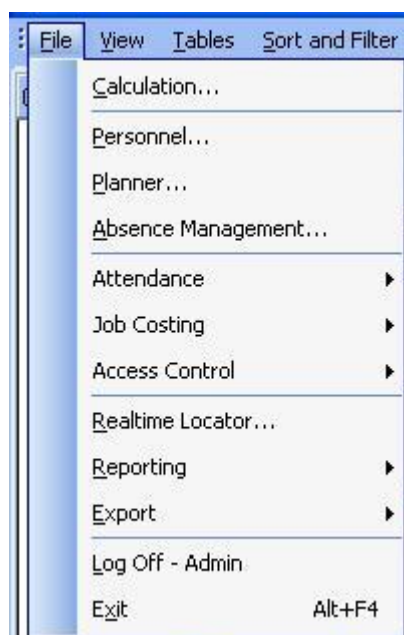 File View Tables Sort and Filter
Calculation...
Personnel...
Planner...
Absence Management...
Attendance
Job Costing
Access Control
Realtime Locator...
Reporting
Export
Log Off - Admin
Exit Alt+F4